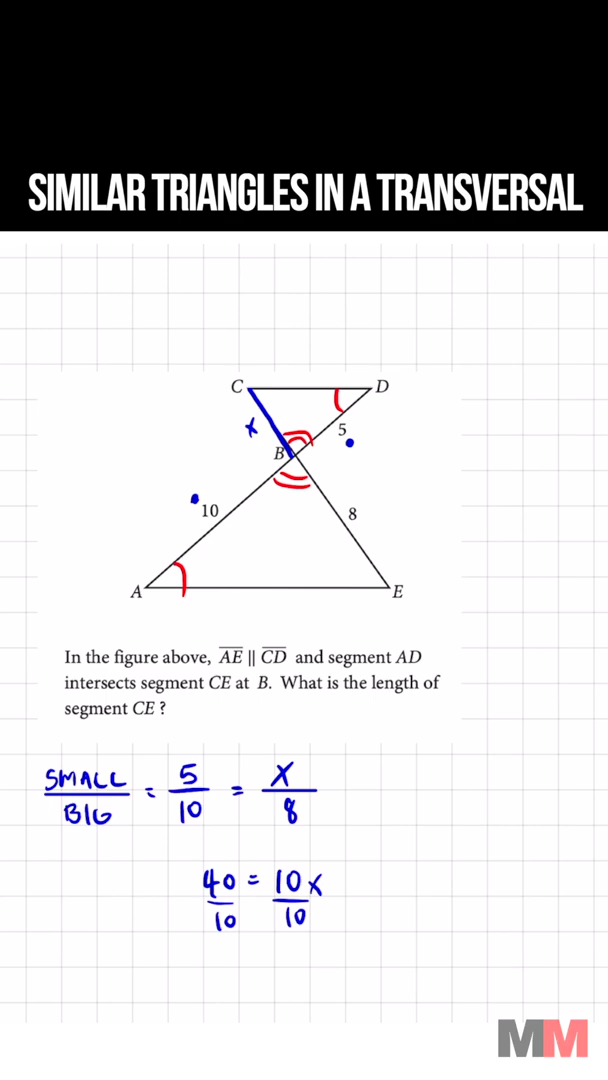 SIMILAR TRIANGLES IN A TRANSVERSAL
C D
x 5
B
10 8
A E
In the figure above, AE || CD and segment AD
intersects segment CE at B. What is the length of
segment CE ?
SMALL/BIG = 5/10 = x/8
40/10 = 10x/10
MM